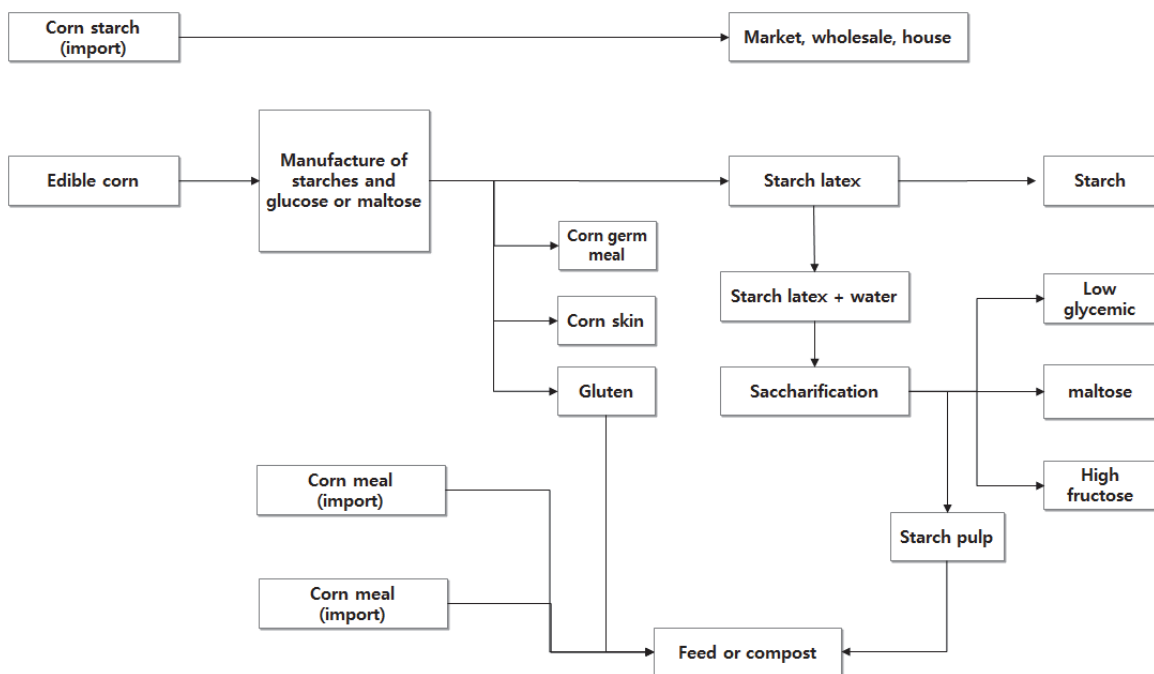 Corn starch
(import)
Market, wholesale, house
Edible corn
Manufacture of
starches and
glucose or maltose
Starch latex
Starch
Corn germ
meal
Starch latex + water
Low
glycemic
Corn skin
Gluten
Saccharification
maltose
Corn meal
(import)
High
fructose
Starch pulp
Corn meal
(import)
Feed or compost